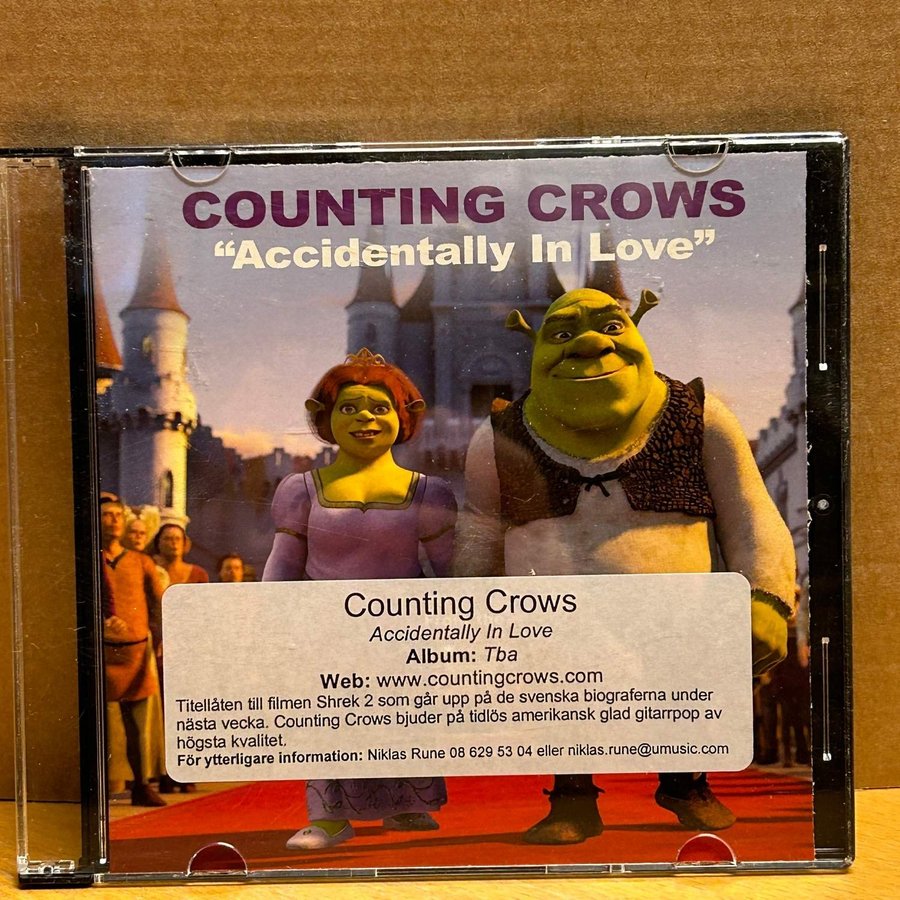 COUNTING CROWS
“Accidentally In Love”
Counting Crows
Accidentally In Love
Album: Tba
Web: www.countingcrows.com
Titellåten till filmen Shrek 2 som går upp på de svenska biograferna under
nästa vecka. Counting Crows bjuder på tidlös amerikansk glad gitarrpop av
högsta kvalitet.
För ytterligare information: Niklas Rune 08 629 53 04 eller niklas.rune@umusic.com